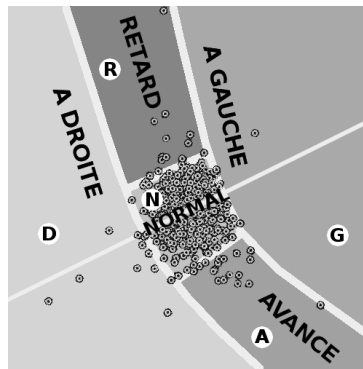 RETARD
R
A GAUCHE
A DROITE
N
NORMAL
D
G
AVANCE
A